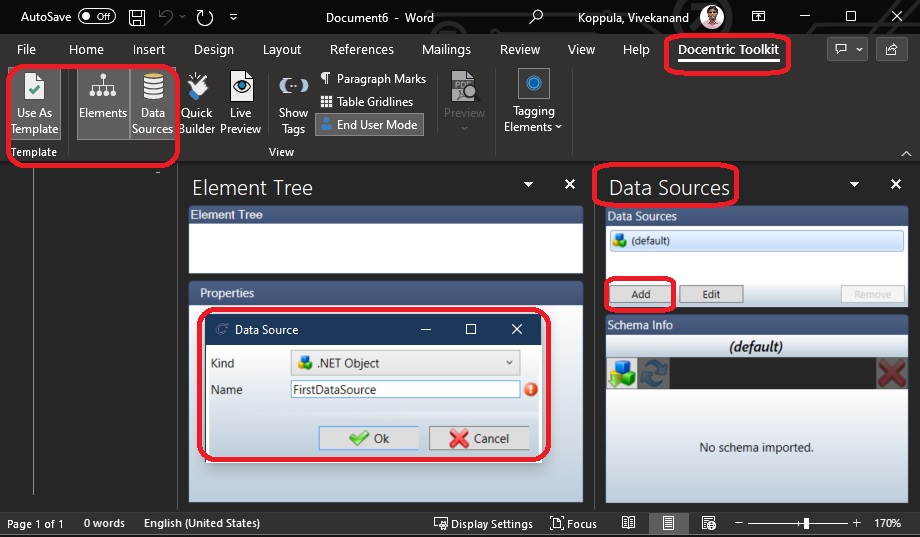 AutoSave Off Document6 - Word Koppula, Vivekanand
File Home Insert Design Layout References Mailings Review View Help Docentric Toolkit
Use As Template
Elements
Data Sources
Quick Builder
Live Preview
Show Tags
Paragraph Marks
Table Gridlines
End User Mode
Preview
Tagging Elements
Template
View
Element Tree
Element Tree
Properties
Data Source
Kind .NET Object
Name FirstDataSource
Ok Cancel
Data Sources
Data Sources
(default)
Add Edit Remove
Schema Info
(default)
No schema imported.
Page 1 of 1 0 words English (United States) Display Settings Focus 170%